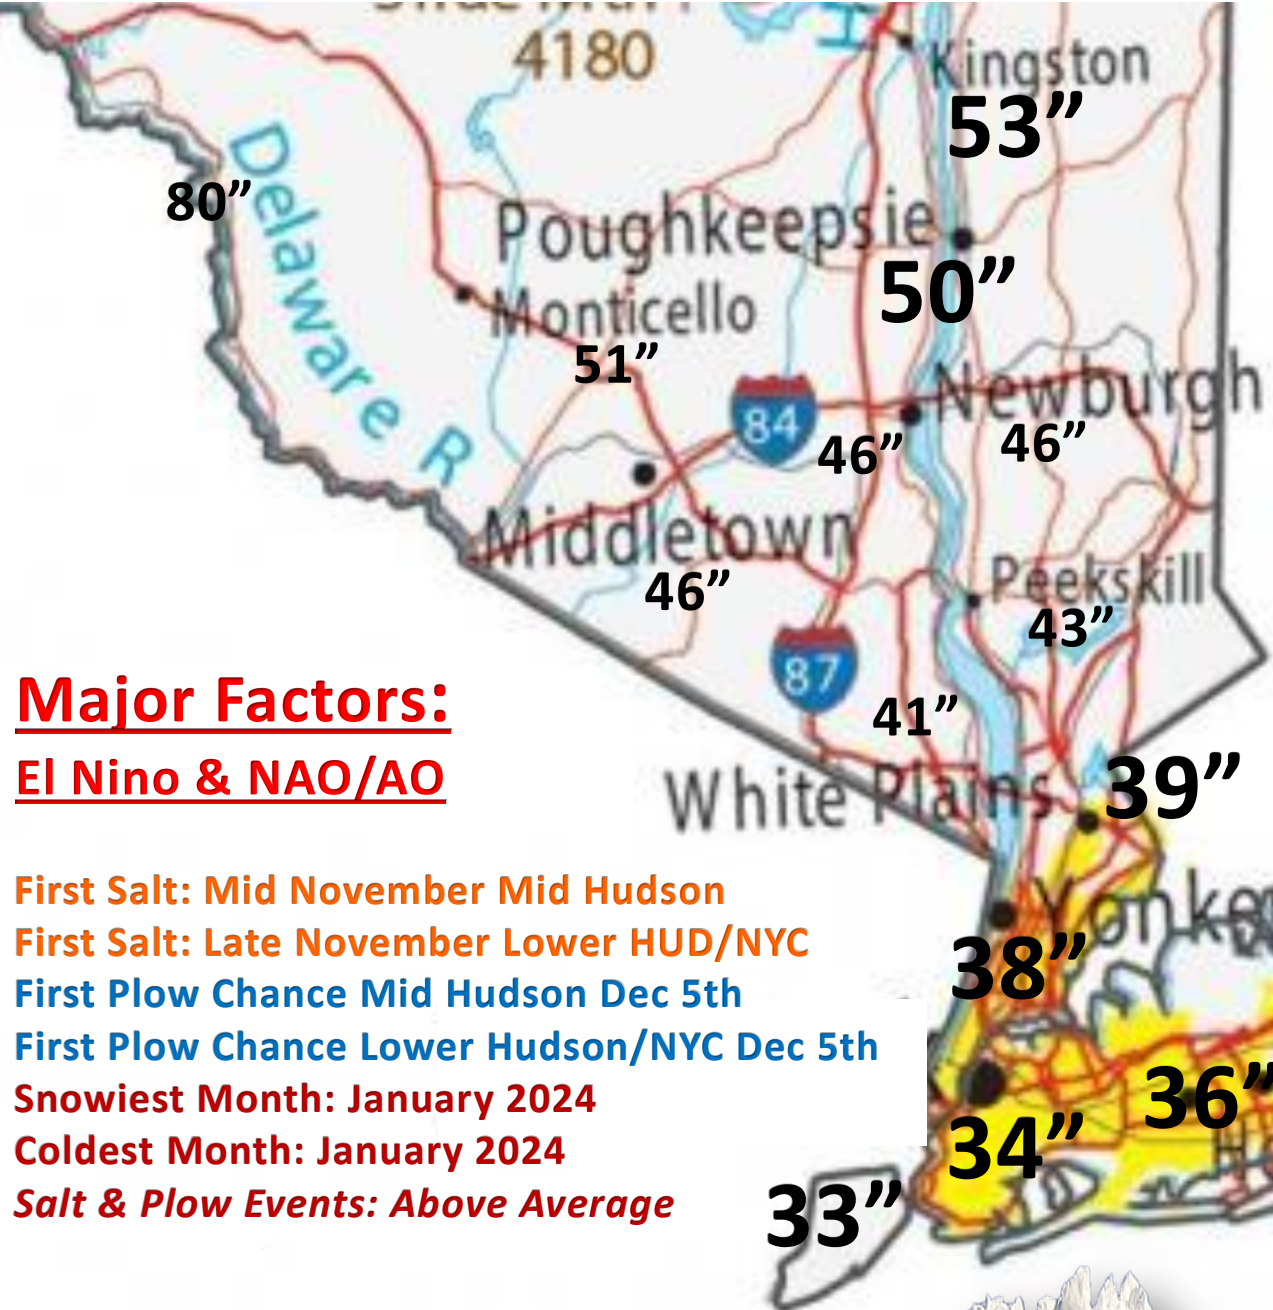 4180
Kingston
53”
Delaware R
80”
Poughkeepsie
50”
Monticello
51”
84
Newburgh
46”
46”
Middletown
46”
Peekskill
43”
87
41”
Major Factors:
El Nino & NAO/AO
White Plains
39”
First Salt: Mid November Mid Hudson
First Salt: Late November Lower HUD/NYC
38”
First Plow Chance Mid Hudson Dec 5th
First Plow Chance Lower Hudson/NYC Dec 5th
Snowiest Month: January 2024
36”
Coldest Month: January 2024
34”
Salt & Plow Events: Above Average
33”